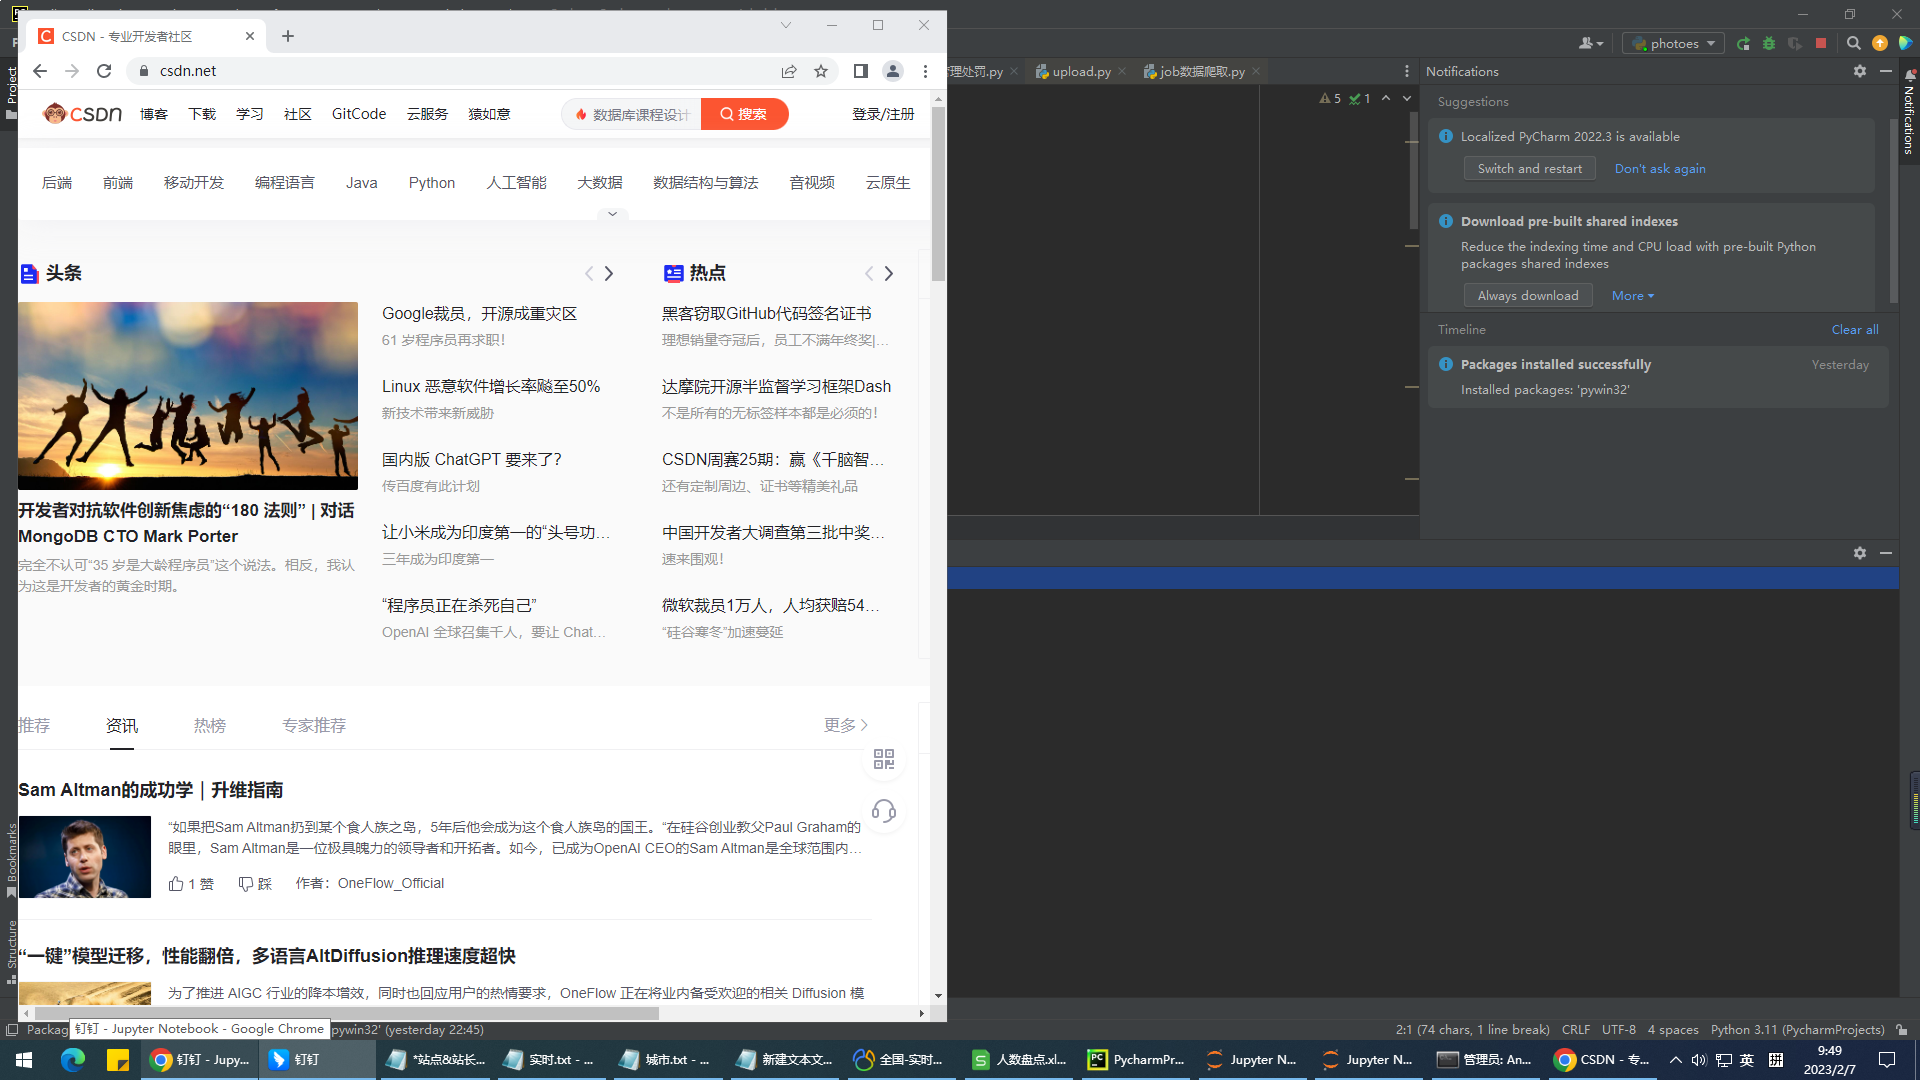 CSDN - 专业开发者社区
csdn.net
CSDN 博客 下载 学习 社区 GitCode 云服务 猿如意 数据库课程设计 搜索 登录/注册
后端 前端 移动开发 编程语言 Java Python 人工智能 大数据 数据结构与算法 音视频 云原生
头条
开发者对抗软件创新焦虑的“180 法则” | 对话
MongoDB CTO Mark Porter
完全不认可“35 岁是大龄程序员”这个说法。相反，我认
为这是开发者的黄金时期。
Google裁员，开源成重灾区
61 岁程序员再求职！
Linux 恶意软件增长率飚至50%
新技术带来新威胁
国内版 ChatGPT 要来了？
传百度有此计划
让小米成为印度第一的“头号功...
三年成为印度第一
“程序员正在杀死自己”
OpenAI 全球召集千人，要让 Chat...
热点
黑客窃取GitHub代码签名证书
理想销量夺冠后，员工不满年终奖|...
达摩院开源半监督学习框架Dash
不是所有的无标签样本都是必须的！
CSDN周赛25期：赢《千脑智...
还有定制周边、证书等精美礼品
中国开发者大调查第三批中奖...
速来围观！
微软裁员1万人，人均获赔54...
“硅谷寒冬”加速蔓延
推荐 资讯 热榜 专家推荐 更多
Sam Altman的成功学｜升维指南
“如果把Sam Altman扔到某个食人族之岛，5年后他会成为这个食人族岛的国王。“在硅谷创业教父Paul Graham的
眼里，Sam Altman是一位极具魄力的领导者和开拓者。如今，已成为OpenAI CEO的Sam Altman是全球范围内...
1 赞 踩 作者：OneFlow_Official
“一键”模型迁移，性能翻倍，多语言AltDiffusion推理速度超快
为了推进 AIGC 行业的降本增效，同时也回应用户的热情要求，OneFlow 正在将业内备受欢迎的相关 Diffusion 模
photoes
理处罚.py upload.py job数据爬取.py
5 1
Notifications
Suggestions
Localized PyCharm 2022.3 is available
Switch and restart Don't ask again
Download pre-built shared indexes
Reduce the indexing time and CPU load with pre-built Python
packages shared indexes
Always download More
Timeline Clear all
Packages installed successfully Yesterday
Installed packages: 'pywin32'
Notifications
Project
Bookmarks
Structure
Packag
钉钉 - Jupyter Notebook - Google Chrome
pywin32' (yesterday 22:45)
2:1 (74 chars, 1 line break) CRLF UTF-8 4 spaces Python 3.11 (PycharmProjects)
钉钉 - Jupy... 钉钉 *站点&站长... 实时.txt - ... 城市.txt - ... 新建文本文... 全国-实时... 人数盘点.xl... PycharmPr... Jupyter N... Jupyter N... 管理员: An... CSDN - 专... 英 拼
9:49
2023/2/7